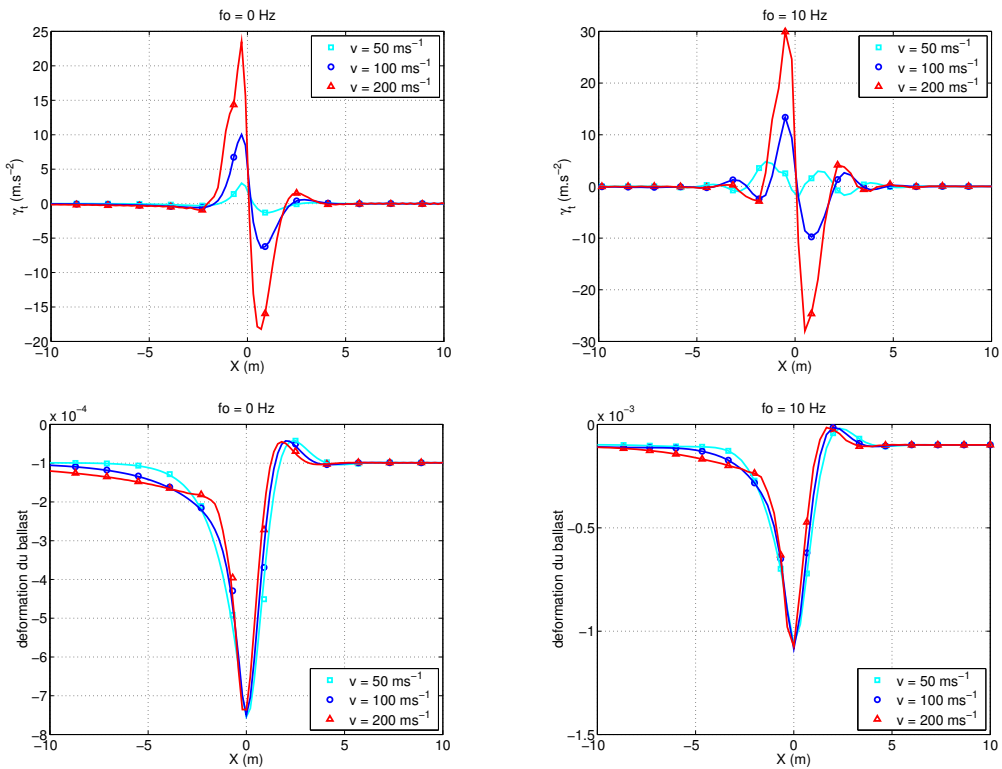 fo = 0 Hz
25
20
15
10
5
0
−5
−10
−15
−20
γt (m.s−2)
v = 50 ms−1
v = 100 ms−1
v = 200 ms−1
−10
−5
0
5
10
X (m)
fo = 10 Hz
30
20
10
0
−10
−20
−30
γt (m.s−2)
v = 50 ms−1
v = 100 ms−1
v = 200 ms−1
−10
−5
0
5
10
X (m)
fo = 0 Hz
x 10−4
0
−1
−2
−3
−4
−5
−6
−7
−8
deformation du ballast
v = 50 ms−1
v = 100 ms−1
v = 200 ms−1
−10
−5
0
5
10
X (m)
fo = 10 Hz
x 10−3
0
−0.5
−1
−1.5
deformation du ballast
v = 50 ms−1
v = 100 ms−1
v = 200 ms−1
−10
−5
0
5
10
X (m)